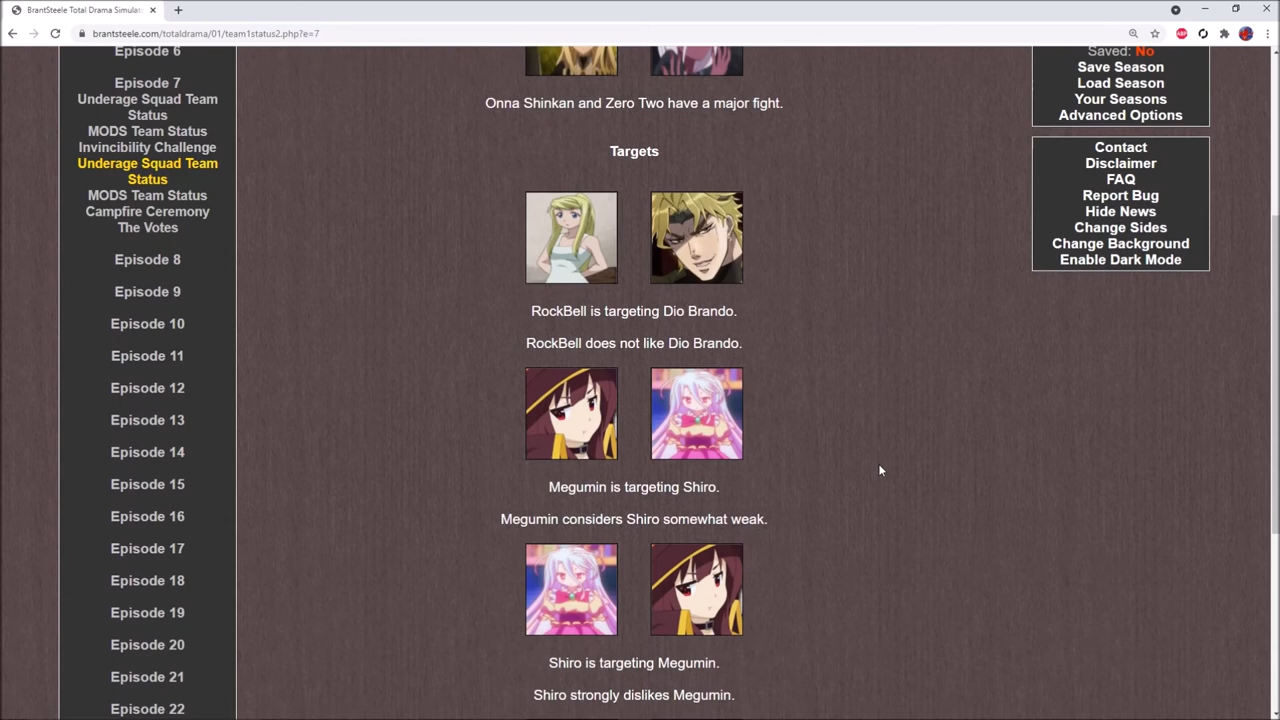 BrantSteele Total Drama Simulat
brantsteele.com/totaldrama/01/team1status2.php?e=7
Episode 6
Episode 7
Underage Squad Team
Status
MODS Team Status
Invincibility Challenge
Underage Squad Team
Status
MODS Team Status
Campfire Ceremony
The Votes
Episode 8
Episode 9
Episode 10
Episode 11
Episode 12
Episode 13
Episode 14
Episode 15
Episode 16
Episode 17
Episode 18
Episode 19
Episode 20
Episode 21
Episode 22
Onna Shinkan and Zero Two have a major fight.
Targets
RockBell is targeting Dio Brando.
RockBell does not like Dio Brando.
Megumin is targeting Shiro.
Megumin considers Shiro somewhat weak.
Shiro is targeting Megumin.
Shiro strongly dislikes Megumin.
Saved: No
Save Season
Load Season
Your Seasons
Advanced Options
Contact
Disclaimer
FAQ
Report Bug
Hide News
Change Sides
Change Background
Enable Dark Mode
ABP